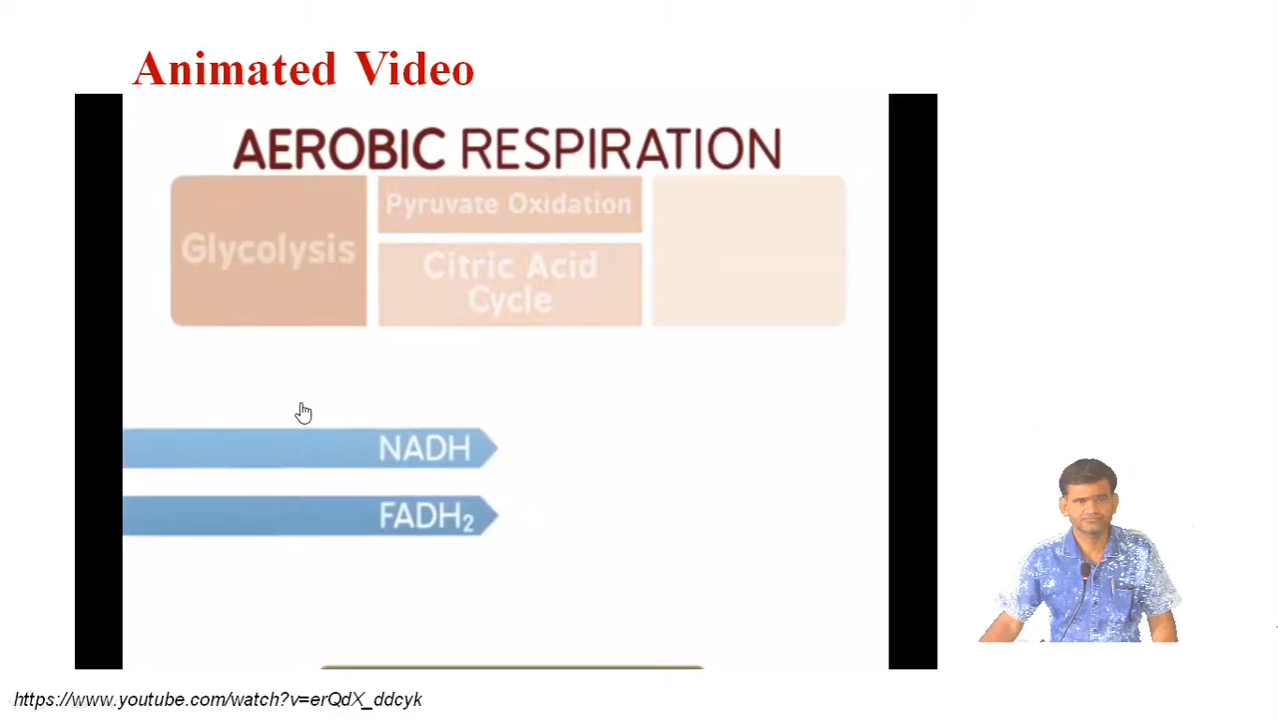 Animated Video
AEROBIC RESPIRATION
Glycolysis
Pyruvate Oxidation
Citric Acid
Cycle
NADH
FADH₂
https://www.youtube.com/watch?v=erQdX_ddcyk